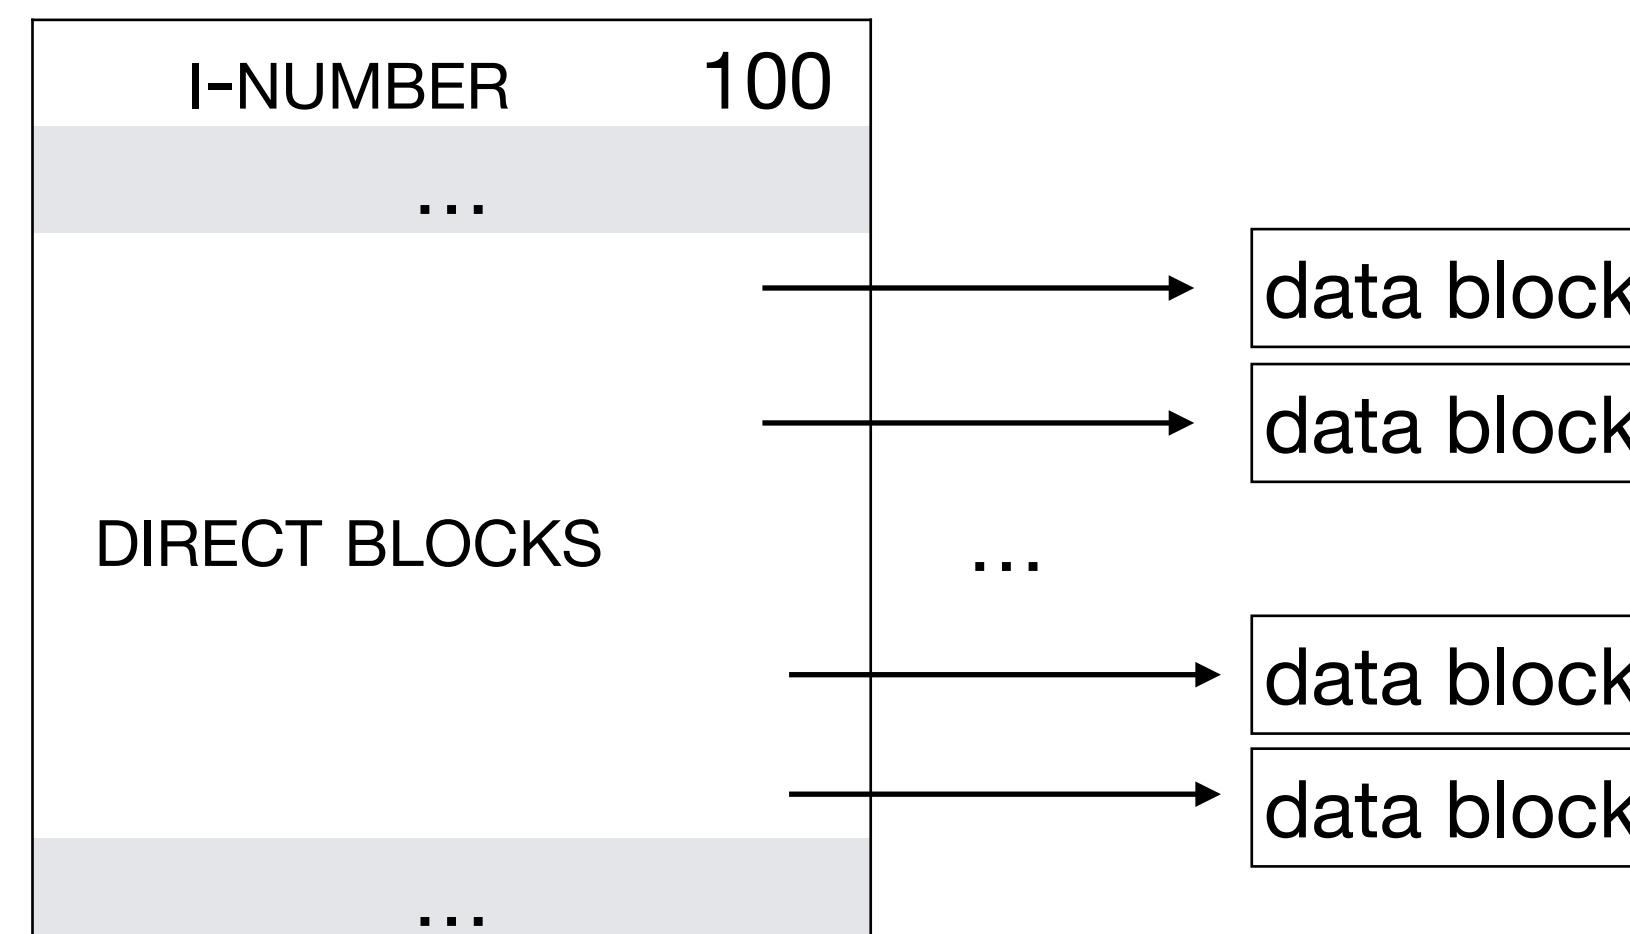 I-NUMBER 100
...
data block
data block
DIRECT BLOCKS
...
data block
data block
...